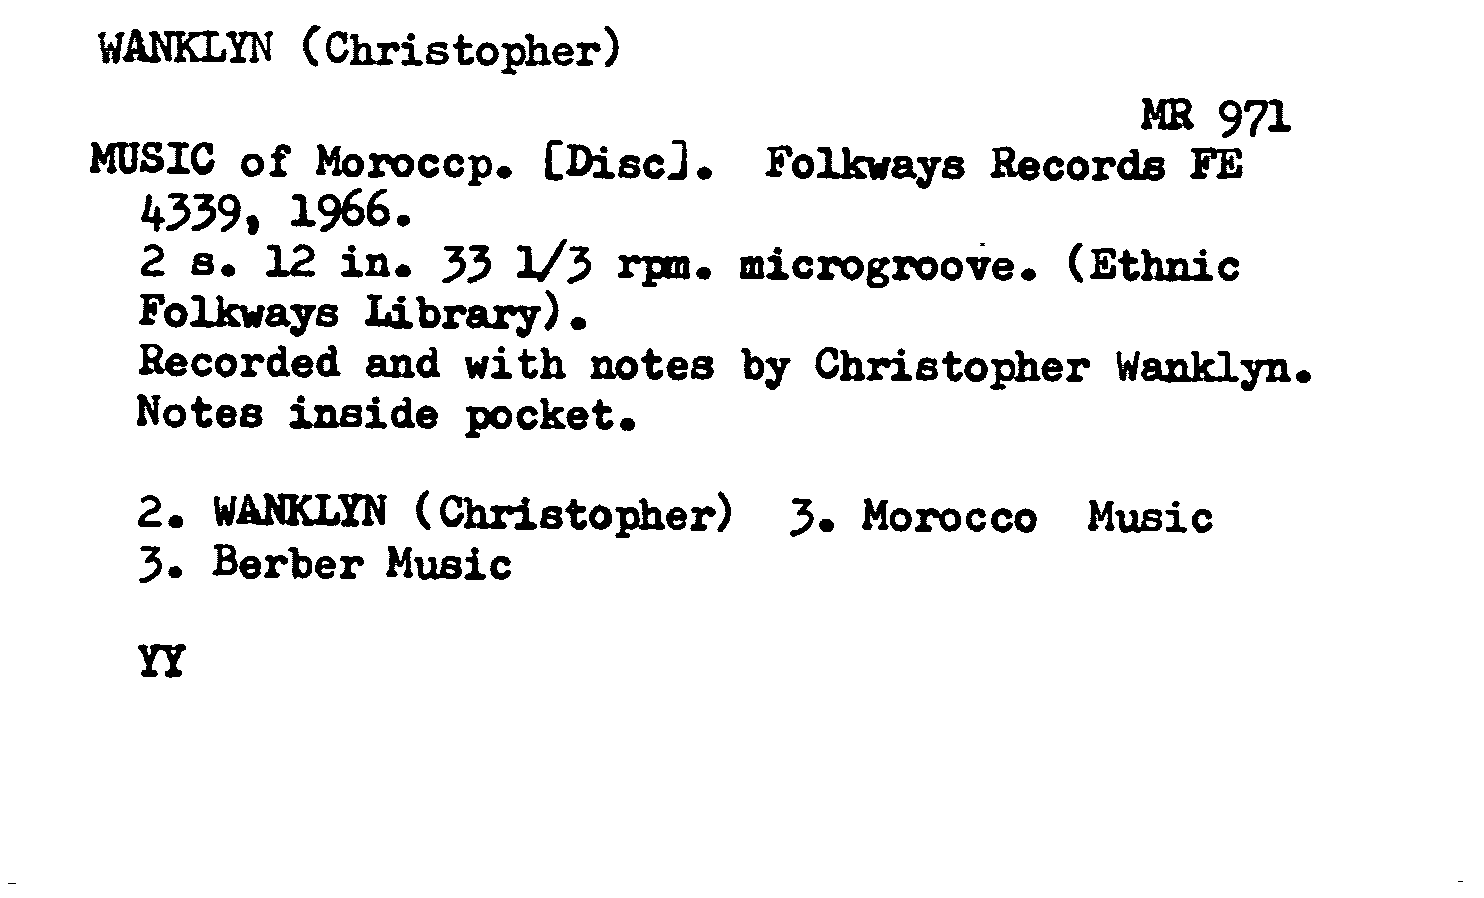 WANKLYN (Christopher)
MR 971
MUSIC of Moroccp. [Disc]. Folkways Records FE
4339, 1966.
2 s. 12 in. 33 1/3 rpm. microgroove. (Ethnic
Folkways Library).
Recorded and with notes by Christopher Wanklyn.
Notes inside pocket.
2. WANKLYN (Christopher) 3. Morocco Music
3. Berber Music
YY